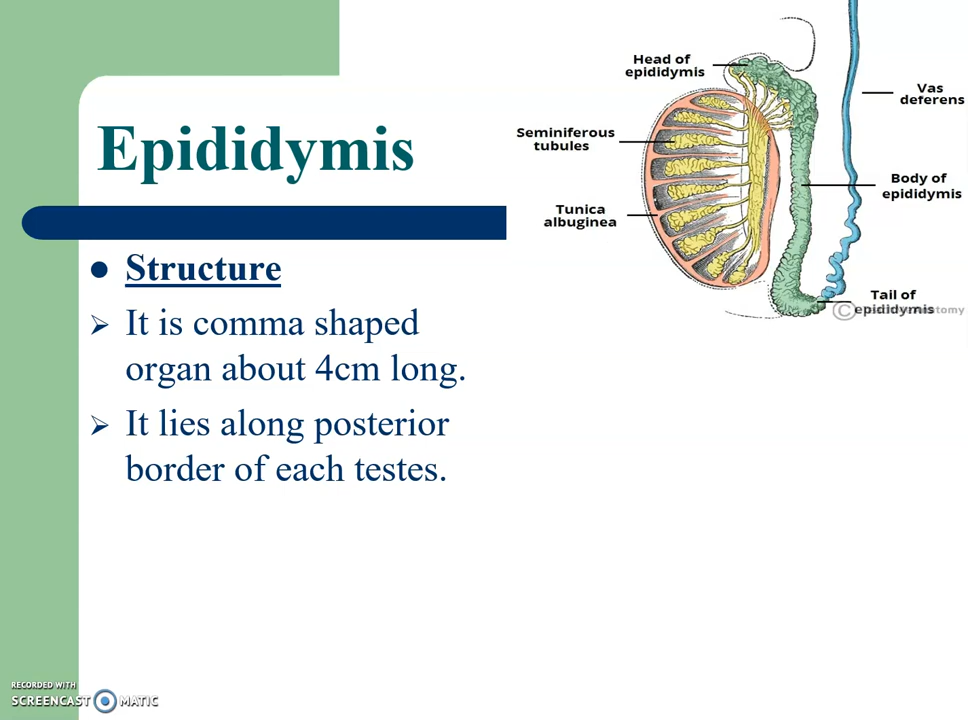 Epididymis
Structure
It is comma shaped
organ about 4cm long.
It lies along posterior
border of each testes.
Head of
epididymis
Seminiferous
tubules
Tunica
albuginea
Vas
deferens
Body of
epididymis
Tail of
epididymis
RECORDED WITH
SCREENCAST MATIC